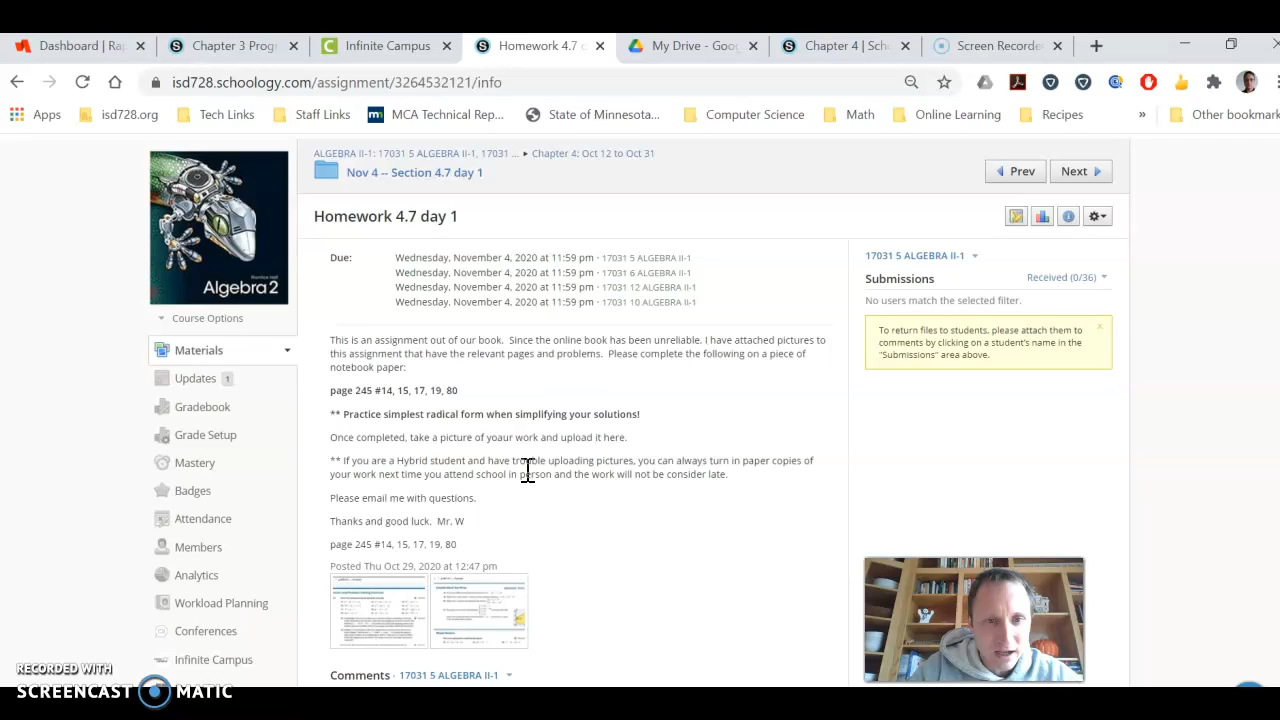 Dashboard | Rap
Chapter 3 Prog
Infinite Campus
Homework 4.7 d
My Drive - Goog
Chapter 4 | Scho
Screen Recorde
isd728.schoology.com/assignment/3264532121/info
Apps
isd728.org
Tech Links
Staff Links
MCA Technical Rep...
State of Minnesota...
Computer Science
Math
Online Learning
Recipes
»
Other bookmark
ALGEBRA II-1: 17031 5 ALGEBRA II-1, 17031 ... ▸ Chapter 4: Oct 12 to Oct 31
Nov 4 -- Section 4.7 day 1
Prev
Next
Algebra 2
Homework 4.7 day 1
Due:
Wednesday, November 4, 2020 at 11:59 pm · 17031 5 ALGEBRA II-1
Wednesday, November 4, 2020 at 11:59 pm · 17031 6 ALGEBRA II-1
Wednesday, November 4, 2020 at 11:59 pm · 17031 12 ALGEBRA II-1
Wednesday, November 4, 2020 at 11:59 pm · 17031 10 ALGEBRA II-1
This is an assignment out of our book. Since the online book has been unreliable. I have attached pictures to
this assignment that have the relevant pages and problems. Please complete the following on a piece of
notebook paper:
page 245 #14, 15, 17, 19, 80
** Practice simplest radical form when simplifying your solutions!
Once completed, take a picture of yoaur work and upload it here.
** If you are a Hybrid student and have trouble uploading pictures, you can always turn in paper copies of
your work next time you attend school in person and the work will not be consider late.
Please email me with questions.
Thanks and good luck. Mr. W
page 245 #14, 15, 17, 19, 80
Posted Thu Oct 29, 2020 at 12:47 pm
Comments · 17031 5 ALGEBRA II-1
17031 5 ALGEBRA II-1
Submissions
Received (0/36)
No users match the selected filter.
To return files to students, please attach them to
comments by clicking on a student's name in the
"Submissions" area above.
x
Course Options
Materials
Updates 1
Gradebook
Grade Setup
Mastery
Badges
Attendance
Members
Analytics
Workload Planning
Conferences
Infinite Campus
RECORDED WITH
SCREENCAST MATIC